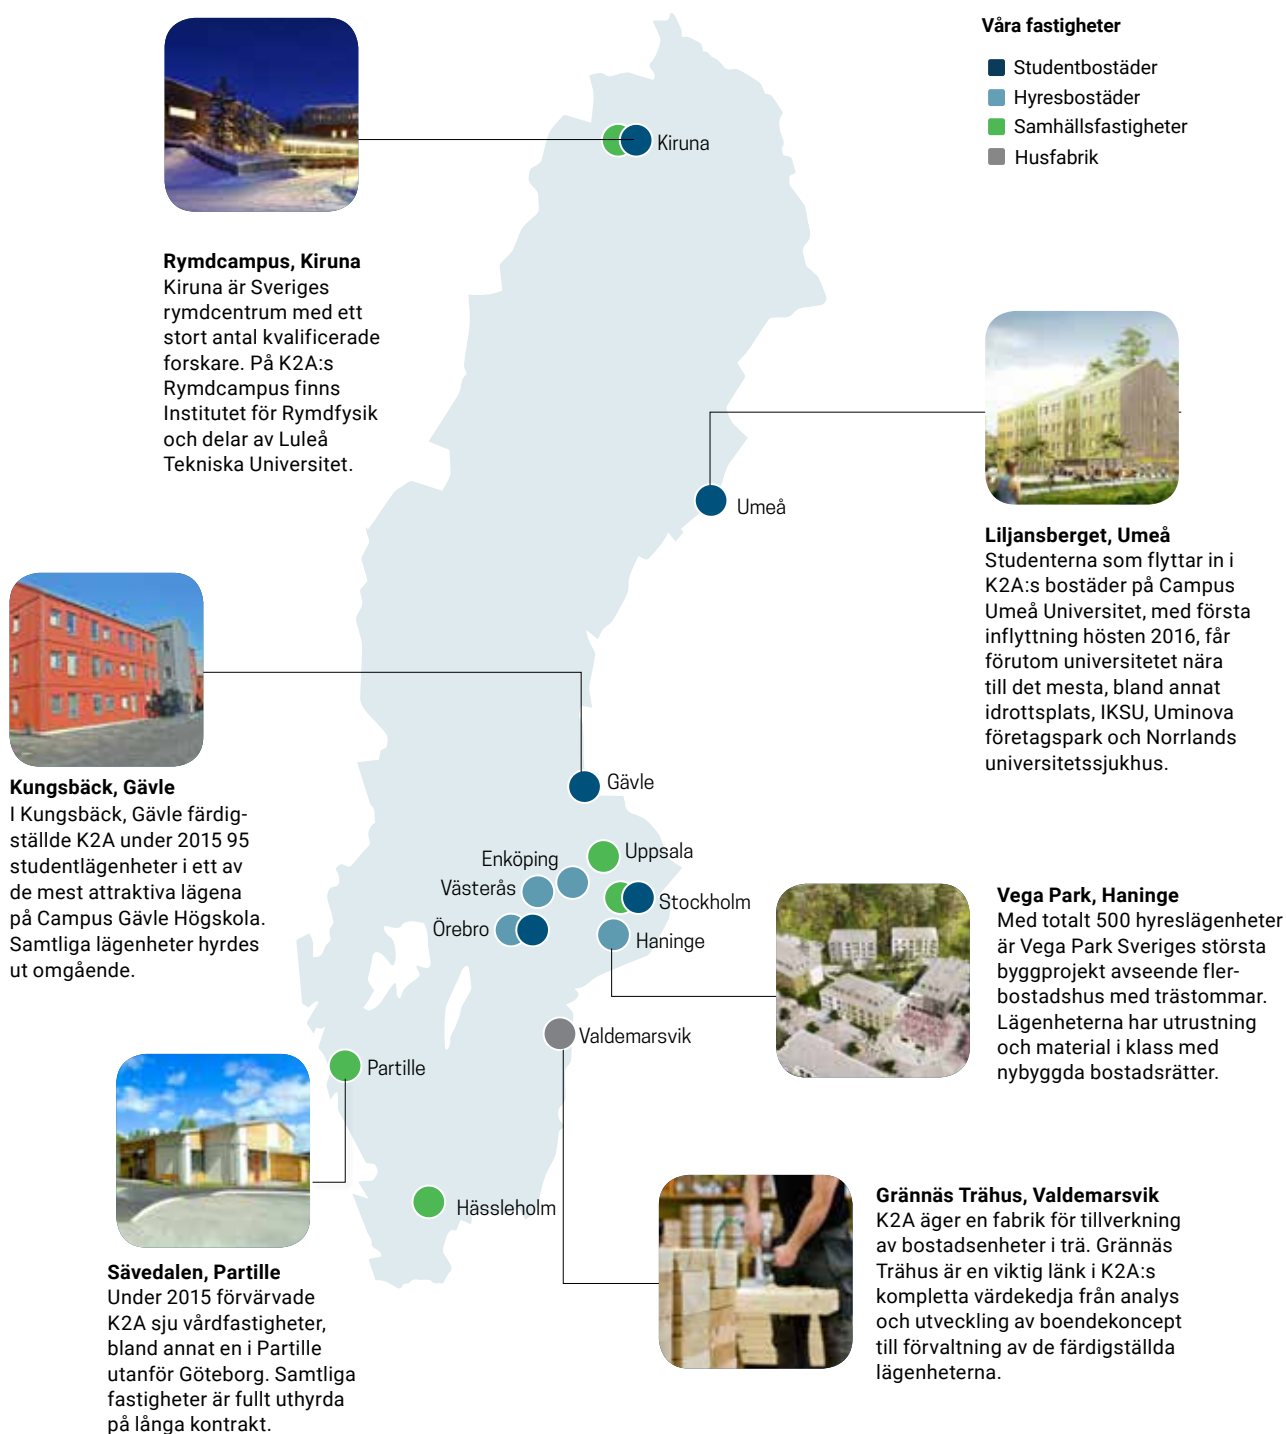 Våra fastigheter
Studentbostäder
Hyresbostäder
Samhällsfastigheter
Husfabrik
Kiruna
Rymdcampus, Kiruna
Kiruna är Sveriges
rymdcentrum med ett
stort antal kvalificerade
forskare. På K2A:s
Rymdcampus finns
Institutet för Rymdfysik
och delar av Luleå
Tekniska Universitet.
Umeå
Liljansberget, Umeå
Studenterna som flyttar in i
K2A:s bostäder på Campus
Umeå Universitet, med första
inflyttning hösten 2016, får
förutom universitetet nära
till det mesta, bland annat
idrottsplats, IKSU, Uminova
företagspark och Norrlands
universitetssjukhus.
Kungsbäck, Gävle
I Kungsbäck, Gävle färdig-
ställde K2A under 2015 95
studentlägenheter i ett av
de mest attraktiva lägena
på Campus Gävle Högskola.
Samtliga lägenheter hyrdes
ut omgående.
Gävle
Uppsala
Enköping
Västerås
Stockholm
Örebro
Haninge
Vega Park, Haninge
Med totalt 500 hyreslägenheter
är Vega Park Sveriges största
byggprojekt avseende fler-
bostadshus med trästommar.
Lägenheterna har utrustning
och material i klass med
nybyggda bostadsrätter.
Valdemarsvik
Partille
Hässleholm
Sävedalen, Partille
Under 2015 förvärvade
K2A sju vårdfastigheter,
bland annat en i Partille
utanför Göteborg. Samtliga
fastigheter är fullt uthyrda
på långa kontrakt.
Grännäs Trähus, Valdemarsvik
K2A äger en fabrik för tillverkning
av bostadsenheter i trä. Grännäs
Trähus är en viktig länk i K2A:s
kompletta värdekedja från analys
och utveckling av boendekoncept
till förvaltning av de färdigställda
lägenheterna.